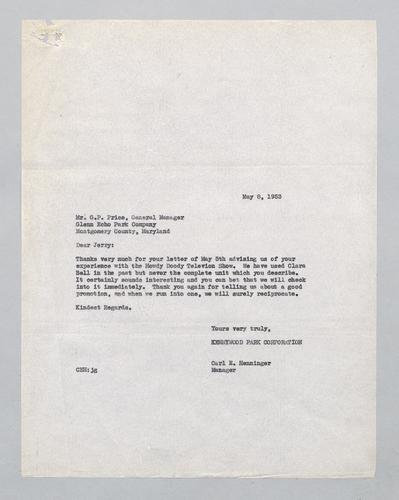 May 8, 1953
Mr. G.P. Price, General Manager
Glenn Echo Park Company
Montgomery County, Maryland
Dear Jerry:
Thanks very much for your letter of May 5th advising us of your
experience with the Howdy Doody Televion Show. We have used Clara
Bell in the past but never the complete unit which you describe.
It certainly sounds interesting and you can bet that we will check
into it immediately. Thank you again for telling us about a good
promotion, and when we run into one, we will surely reciprocate.
Kindest Regards.
Yours very truly,
KENNYWOOD PARK CORPORATION
Carl E. Henninger
CEH:jg Manager